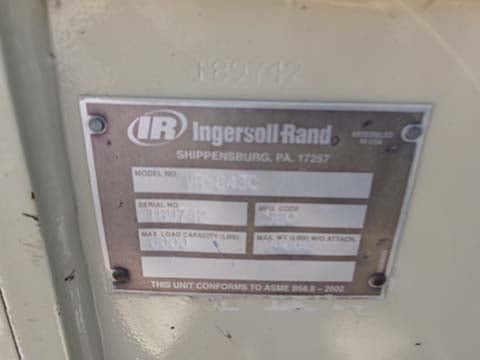 189742
IR Ingersoll-Rand
ASSEMBLED IN USA
SHIPPENSBURG, PA. 17257
MODEL NO. VR-843C
SERIAL NO. MFG. CODE
189742
MAX. LOAD CAPACITY (LBS) MAX. WT (LBS) W/O ATTACH.
8000
THIS UNIT CONFORMS TO ASME B56.6 - 2002